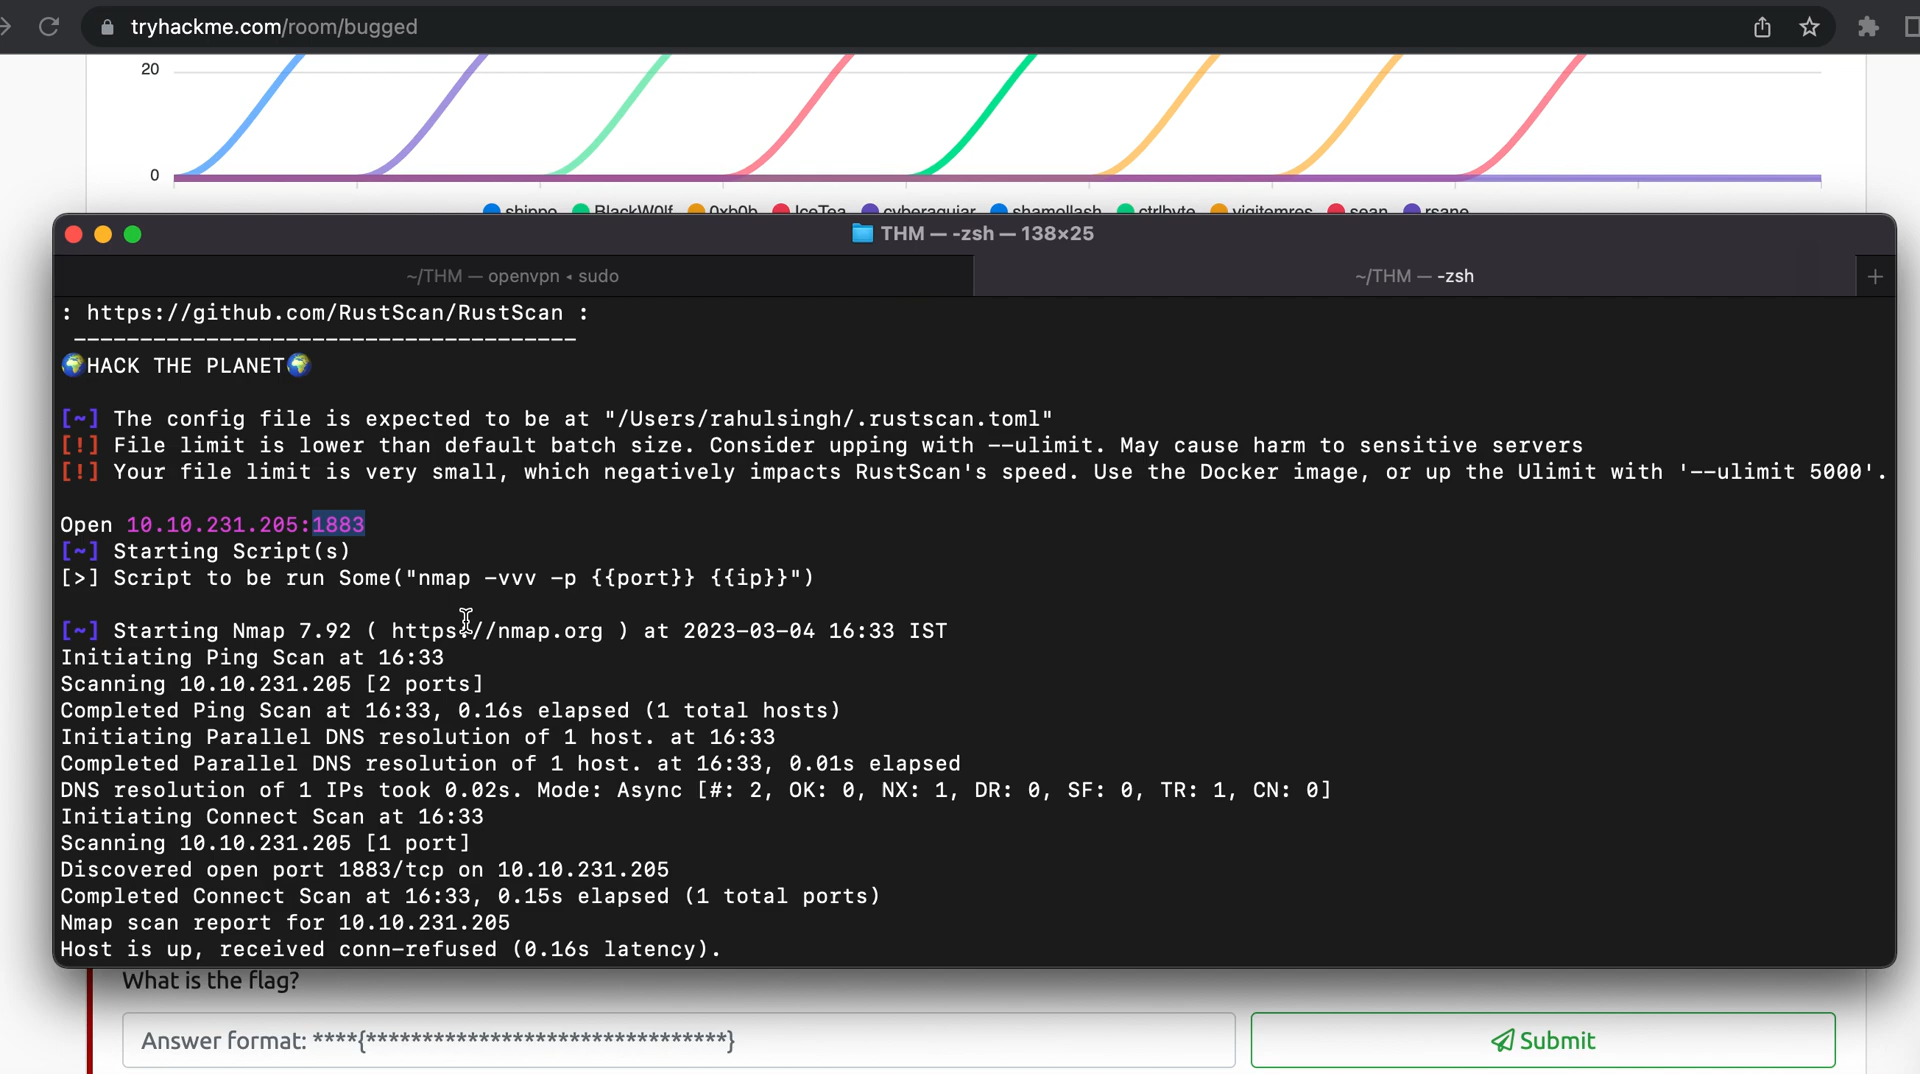 tryhackme.com/room/bugged
20
0
shippo BlackW0lf 0xb0b IceTea cyberaguiar shamollash ctrlbyte vigitemres sean rsane
THM — -zsh — 138×25
~/THM — openvpn ◂ sudo
~/THM — -zsh
+
: https://github.com/RustScan/RustScan :
--------------------------------------
🌍HACK THE PLANET🌍
[~] The config file is expected to be at "/Users/rahulsingh/.rustscan.toml"
[!] File limit is lower than default batch size. Consider upping with --ulimit. May cause harm to sensitive servers
[!] Your file limit is very small, which negatively impacts RustScan's speed. Use the Docker image, or up the Ulimit with '--ulimit 5000'.
Open 10.10.231.205:1883
[~] Starting Script(s)
[>] Script to be run Some("nmap -vvv -p {{port}} {{ip}}")
[~] Starting Nmap 7.92 ( https://nmap.org ) at 2023-03-04 16:33 IST
Initiating Ping Scan at 16:33
Scanning 10.10.231.205 [2 ports]
Completed Ping Scan at 16:33, 0.16s elapsed (1 total hosts)
Initiating Parallel DNS resolution of 1 host. at 16:33
Completed Parallel DNS resolution of 1 host. at 16:33, 0.01s elapsed
DNS resolution of 1 IPs took 0.02s. Mode: Async [#: 2, OK: 0, NX: 1, DR: 0, SF: 0, TR: 1, CN: 0]
Initiating Connect Scan at 16:33
Scanning 10.10.231.205 [1 port]
Discovered open port 1883/tcp on 10.10.231.205
Completed Connect Scan at 16:33, 0.15s elapsed (1 total ports)
Nmap scan report for 10.10.231.205
Host is up, received conn-refused (0.16s latency).
What is the flag?
Answer format: ****{********************************}
Submit